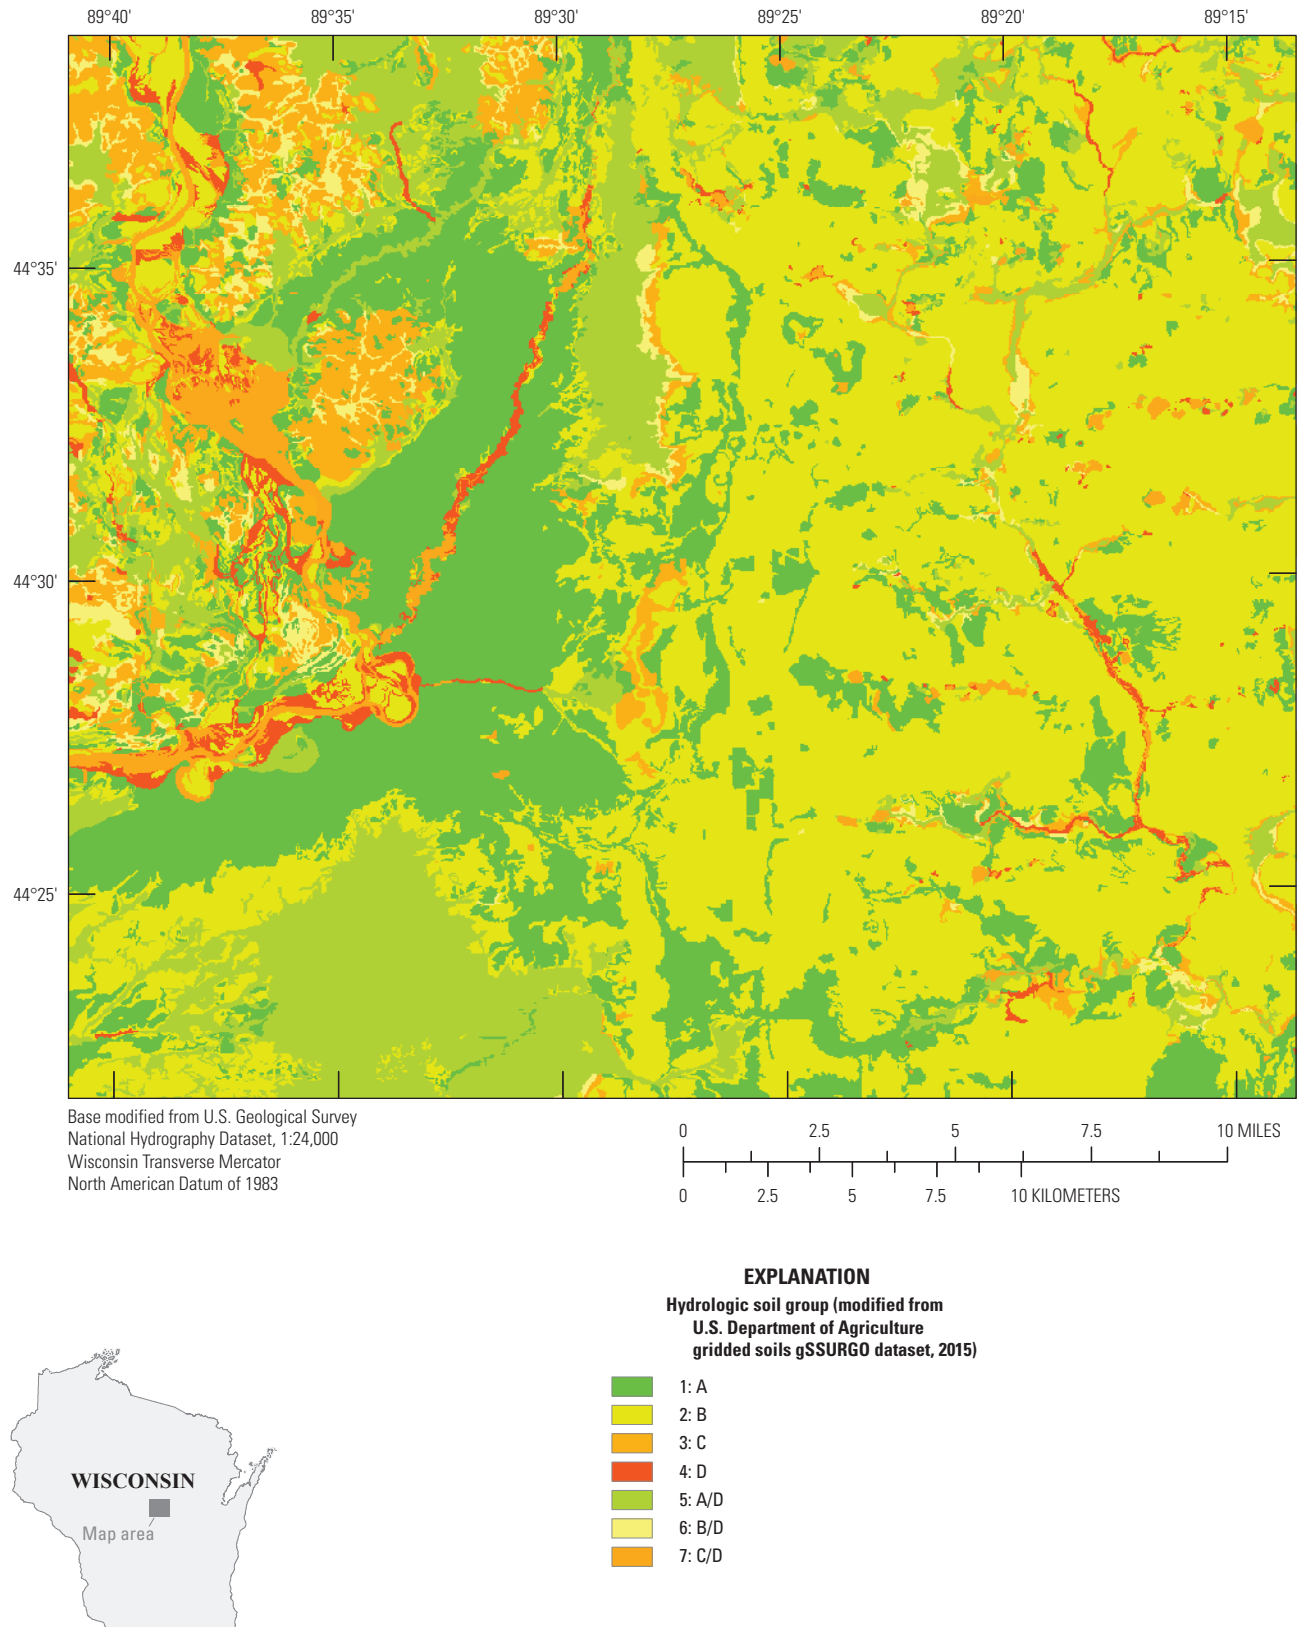 89°40' 89°35' 89°30' 89°25' 89°20' 89°15'
44°35'
44°30'
44°25'
Base modified from U.S. Geological Survey
National Hydrography Dataset, 1:24,000
Wisconsin Transverse Mercator
North American Datum of 1983
0 2.5 5 7.5 10 MILES
0 2.5 5 7.5 10 KILOMETERS
EXPLANATION
Hydrologic soil group (modified from
U.S. Department of Agriculture
gridded soils gSSURGO dataset, 2015)
1: A
2: B
3: C
4: D
5: A/D
6: B/D
7: C/D
WISCONSIN
Map area